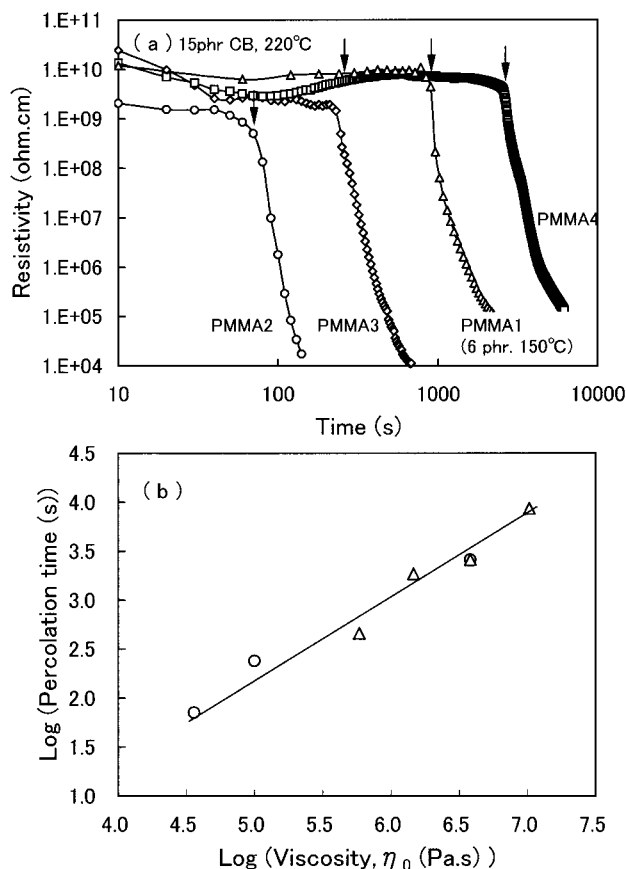 ( a ) 15phr CB, 220℃
1.E+11
1.E+10
1.E+09
1.E+08
1.E+07
1.E+06
1.E+05
1.E+04
Resistivity (ohm.cm)
PMMA2
PMMA3
PMMA1
(6 phr. 150℃)
PMMA4
10
100
1000
10000
Time (s)
( b )
4.5
4.0
3.5
3.0
2.5
2.0
1.5
1.0
Log (Percolation time (s))
4.0
4.5
5.0
5.5
6.0
6.5
7.0
7.5
Log (Viscosity, η0 (Pa.s) )